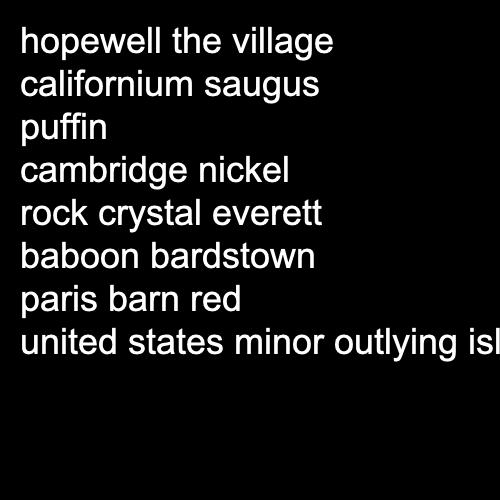 hopewell the village
californium saugus
puffin
cambridge nickel
rock crystal everett
baboon bardstown
paris barn red
united states minor outlying